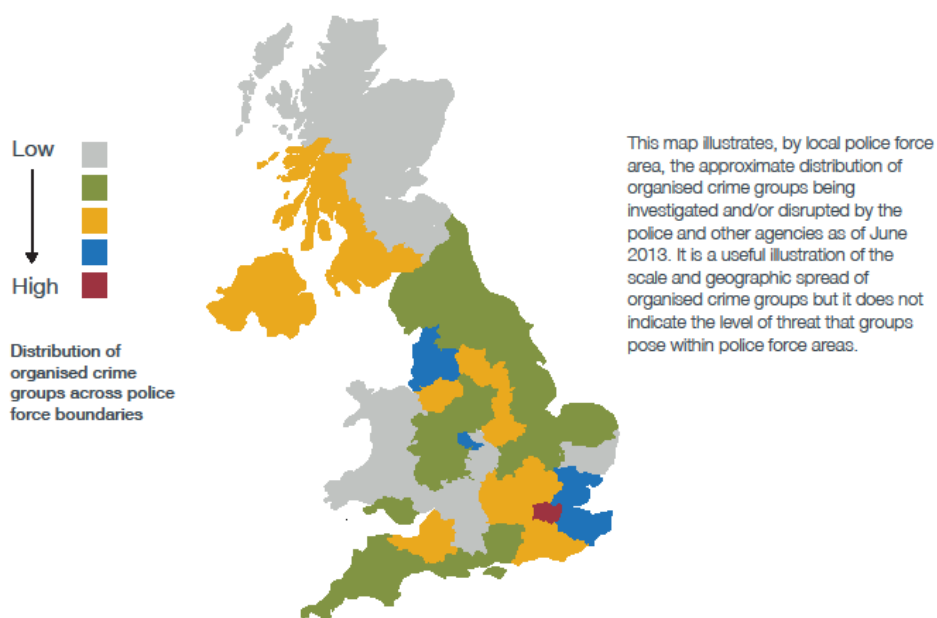 Low
High
Distribution of
organised crime
groups across police
force boundaries
This map illustrates, by local police force
area, the approximate distribution of
organised crime groups being
investigated and/or disrupted by the
police and other agencies as of June
2013. It is a useful illustration of the
scale and geographic spread of
organised crime groups but it does not
indicate the level of threat that groups
pose within police force areas.